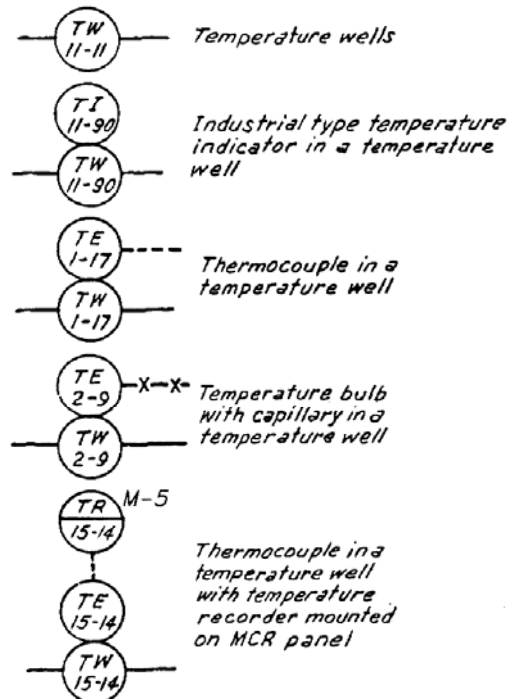 TW
11-11
Temperature wells
TI
11-90
TW
11-90
Industrial type temperature
indicator in a temperature
well
TE
1-17
TW
1-17
Thermocouple in a
temperature well
TE
2-9
X X
TW
2-9
Temperature bulb
with capillary in a
temperature well
TR
15-14
M-5
TE
15-14
TW
15-14
Thermocouple in a
temperature well
with temperature
recorder mounted
on MCR panel